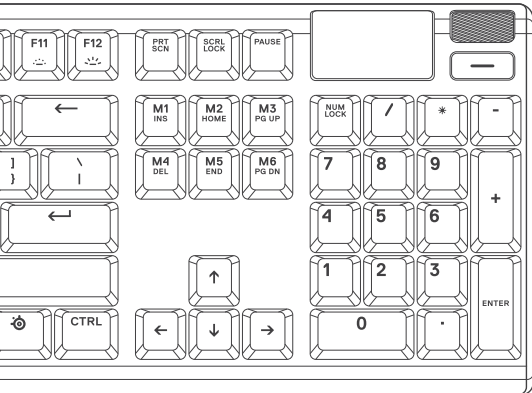 F11
F12
PRT
SCN
SCRL
LOCK
PAUSE
M1
INS
M2
HOME
M3
PG UP
NUM
LOCK
/
*
-
]
}
\
|
M4
DEL
M5
END
M6
PG DN
7
8
9
+
4
5
6
1
2
3
ENTER
CTRL
0
.